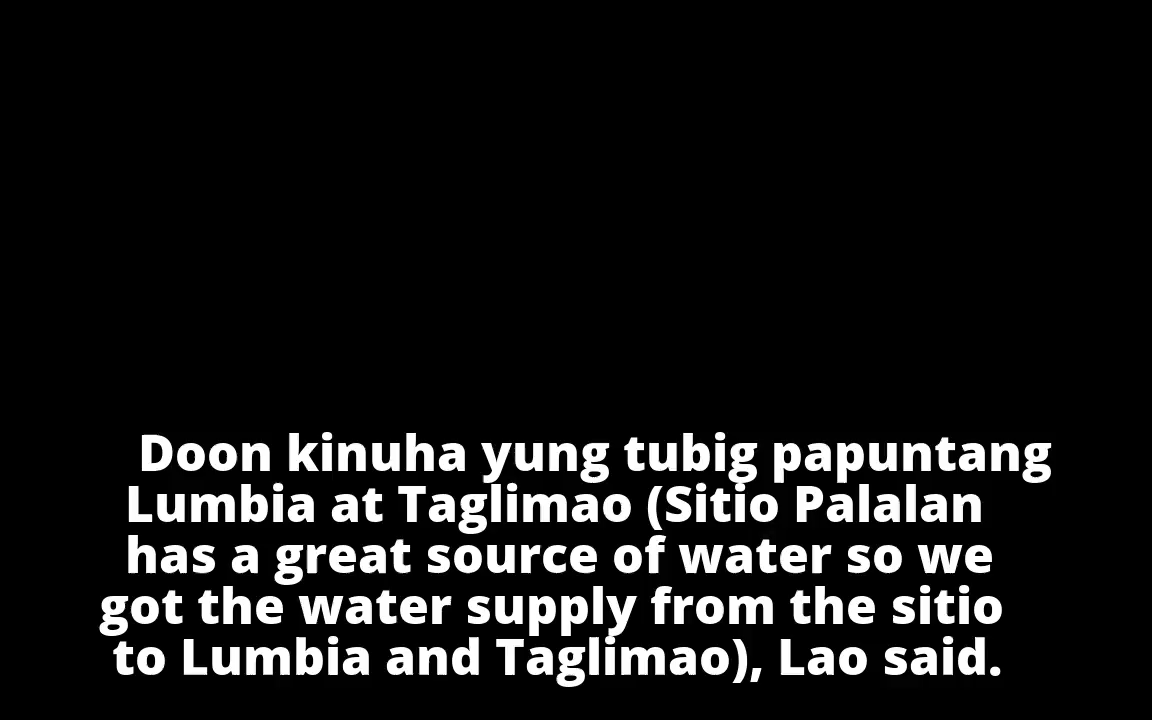 Doon kinuha yung tubig papuntang
Lumbia at Taglimao (Sitio Palalan
has a great source of water so we
got the water supply from the sitio
to Lumbia and Taglimao), Lao said.